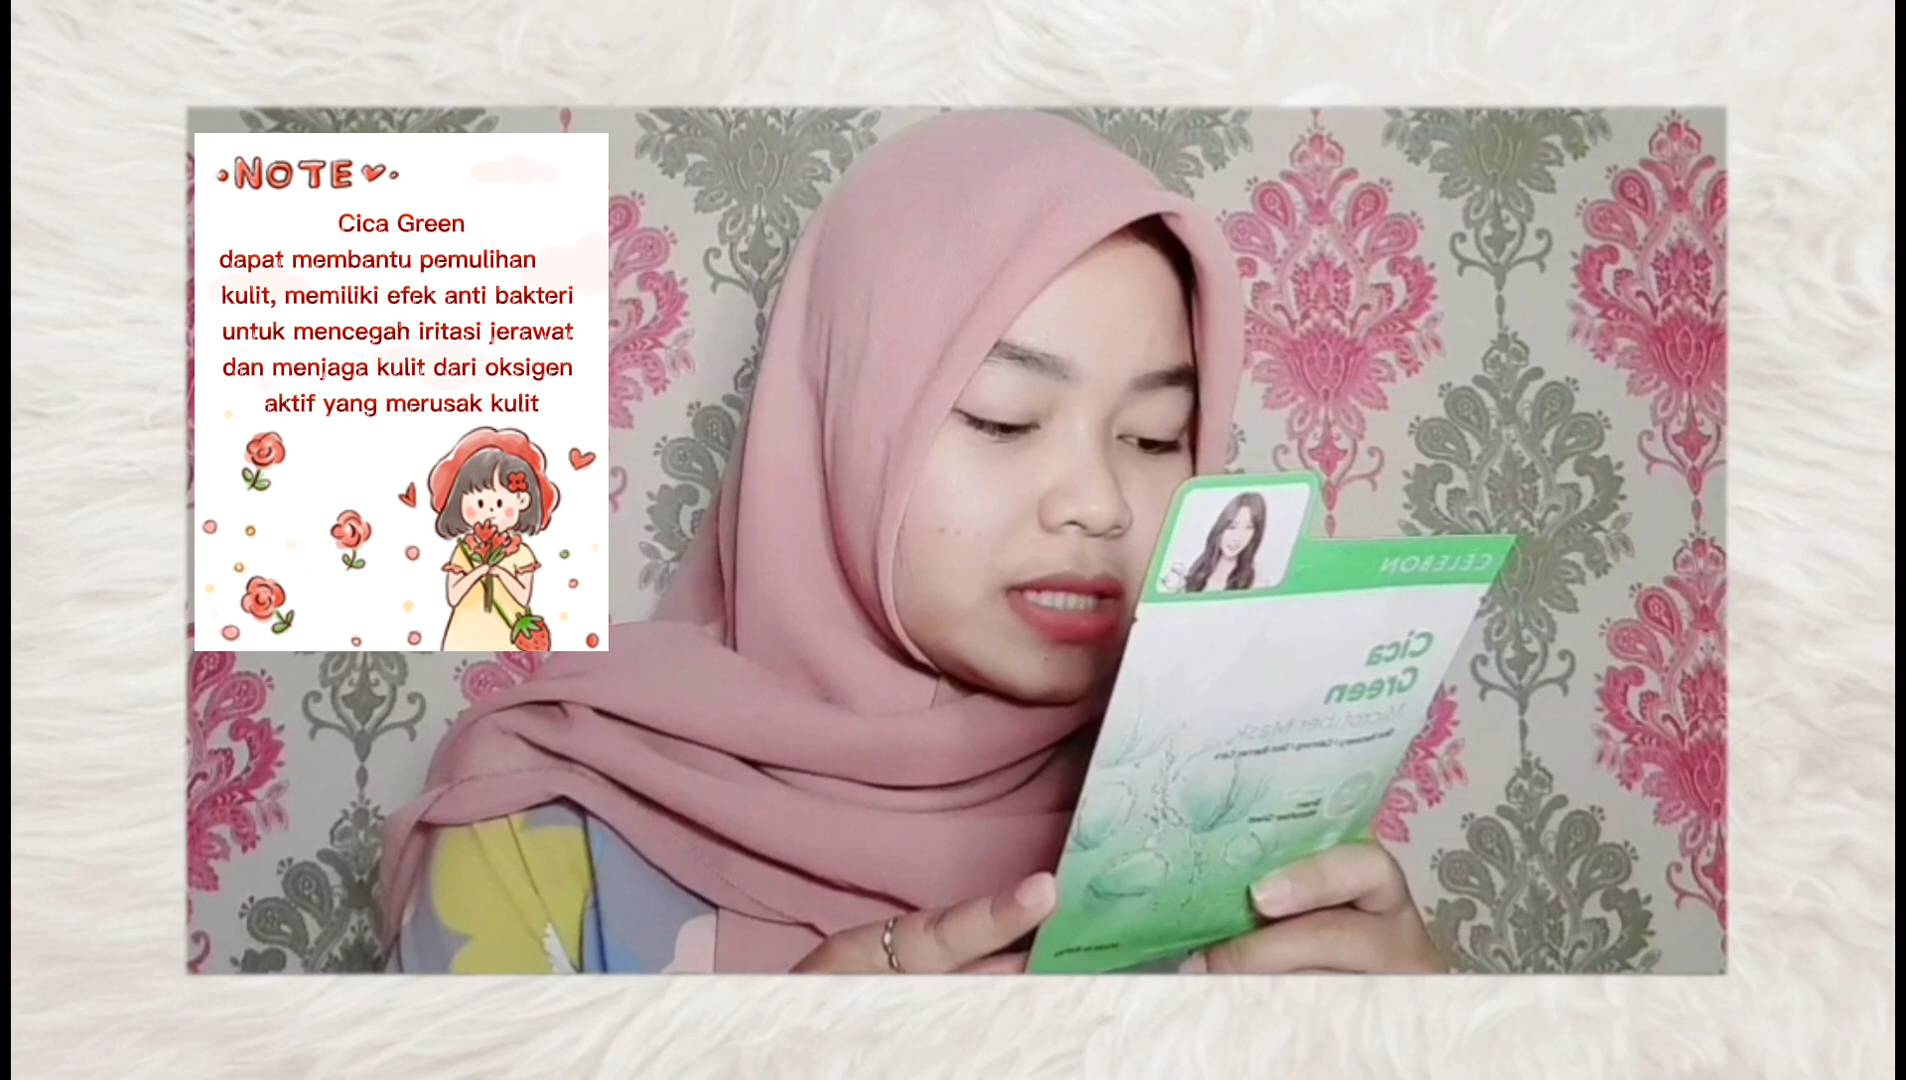 NOTE
Cica Green
dapat membantu pemulihan
kulit, memiliki efek anti bakteri
untuk mencegah iritasi jerawat
dan menjaga kulit dari oksigen
aktif yang merusak kulit
CELEBON
Cica
Green
Microfiber Mask